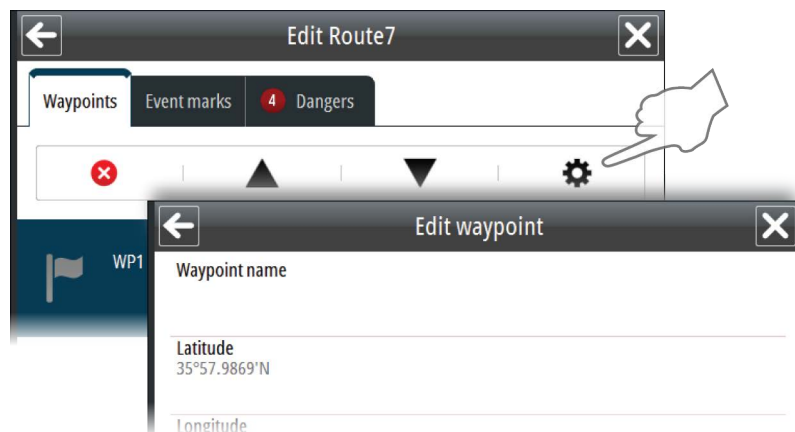 Edit Route7
Waypoints Event marks 4 Dangers
WP1
Edit waypoint
Waypoint name
Latitude
35°57.9869'N
Longitude